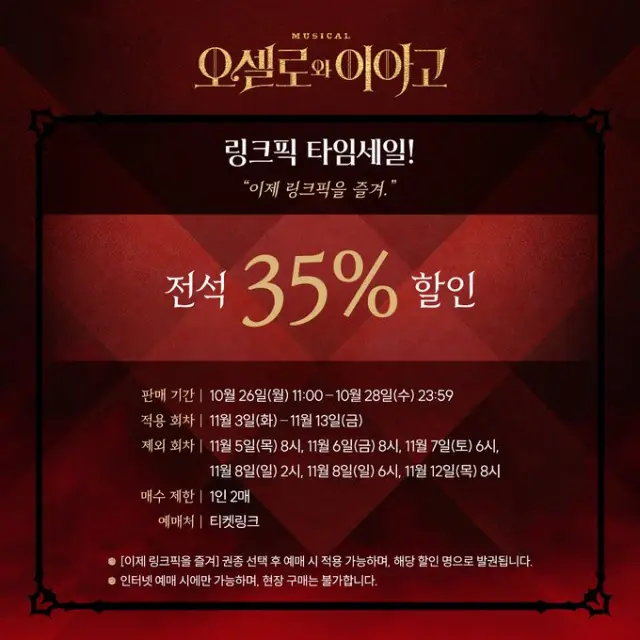 MUSICAL
오셀로와 이아고
링크픽 타임세일!
“이제 링크픽을 즐겨.”
전석 35% 할인
판매 기간 | 10월 26일(월) 11:00 – 10월 28일(수) 23:59
적용 회차 | 11월 3일(화) – 11월 13일(금)
제외 회차 | 11월 5일(목) 8시, 11월 6일(금) 8시, 11월 7일(토) 6시,
11월 8일(일) 2시, 11월 8일(일) 6시, 11월 12일(목) 8시
매수 제한 | 1인 2매
예매처 | 티켓링크
[이제 링크픽을 즐겨] 권종 선택 후 예매 시 적용 가능하며, 해당 할인 명으로 발권됩니다.
인터넷 예매 시에만 가능하며, 현장 구매는 불가합니다.